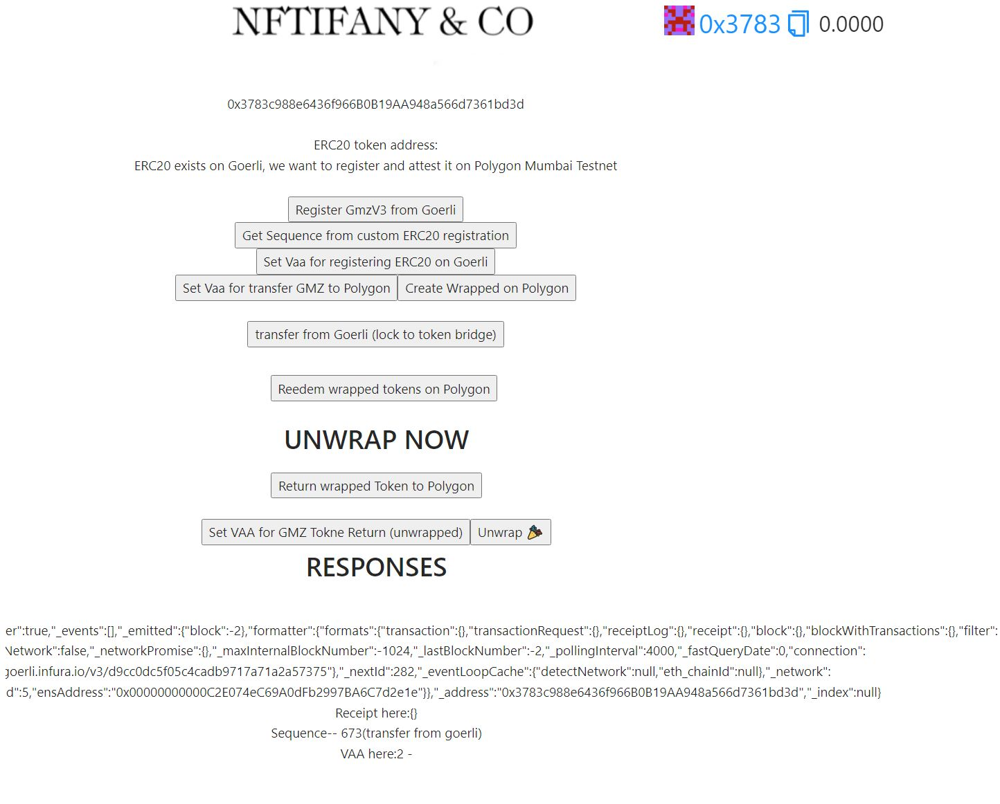 NFTIFANY & CO
0x3783 0.0000
0x3783c988e6436f966B0B19AA948a566d7361bd3d
ERC20 token address:
ERC20 exists on Goerli, we want to register and attest it on Polygon Mumbai Testnet
Register GmzV3 from Goerli
Get Sequence from custom ERC20 registration
Set Vaa for registering ERC20 on Goerli
Set Vaa for transfer GMZ to Polygon Create Wrapped on Polygon
transfer from Goerli (lock to token bridge)
Reedem wrapped tokens on Polygon
UNWRAP NOW
Return wrapped Token to Polygon
Set VAA for GMZ Tokne Return (unwrapped) Unwrap
RESPONSES
er":true,"_events":[],"_emitted":{"block":-2},"formatter":{"formats":{"transaction":{},"transactionRequest":{},"receiptLog":{},"receipt":{},"block":{},"blockWithTransactions":{},"filter":
Network":false,"_networkPromise":{},"_maxInternalBlockNumber":-1024,"_lastBlockNumber":-2,"_pollingInterval":4000,"_fastQueryDate":0,"connection":
goerli.infura.io/v3/d9cc0dc5f05c4cadb9717a71a2a57375"},"_nextId":282,"_eventLoopCache":{"detectNetwork":null,"eth_chainId":null},"_network":
d":5,"ensAddress":"0x00000000000C2E074eC69A0dFb2997BA6C7d2e1e"}},"_address":"0x3783c988e6436f966B0B19AA948a566d7361bd3d","_index":null}
Receipt here:{}
Sequence-- 673(transfer from goerli)
VAA here:2 -